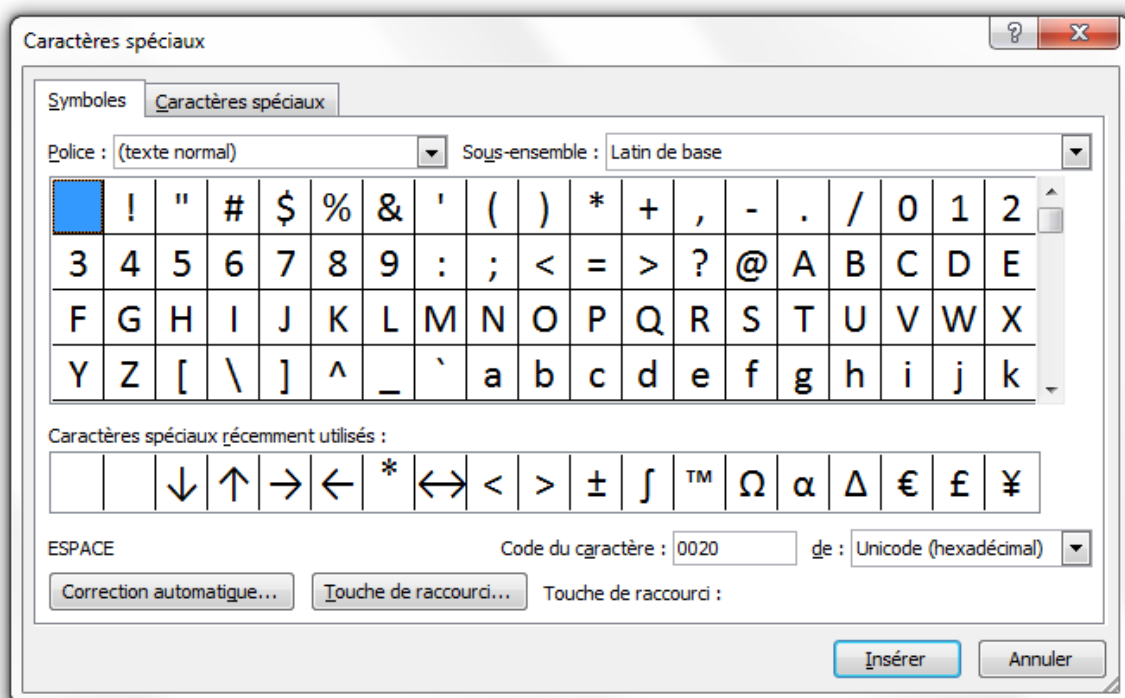 Caractères spéciaux
Symboles Caractères spéciaux
Police : (texte normal) Sous-ensemble : Latin de base
! " # $ % & ' ( ) * + , - . / 0 1 2
3 4 5 6 7 8 9 : ; < = > ? @ A B C D E
F G H I J K L M N O P Q R S T U V W X
Y Z [ \ ] ^ _ ` a b c d e f g h i j k
Caractères spéciaux récemment utilisés :
↓ ↑ → ← * ↔ < > ± ∫ ™ Ω α Δ € £ ¥
ESPACE Code du caractère : 0020 de : Unicode (hexadécimal)
Correction automatique... Touche de raccourci... Touche de raccourci :
Insérer Annuler